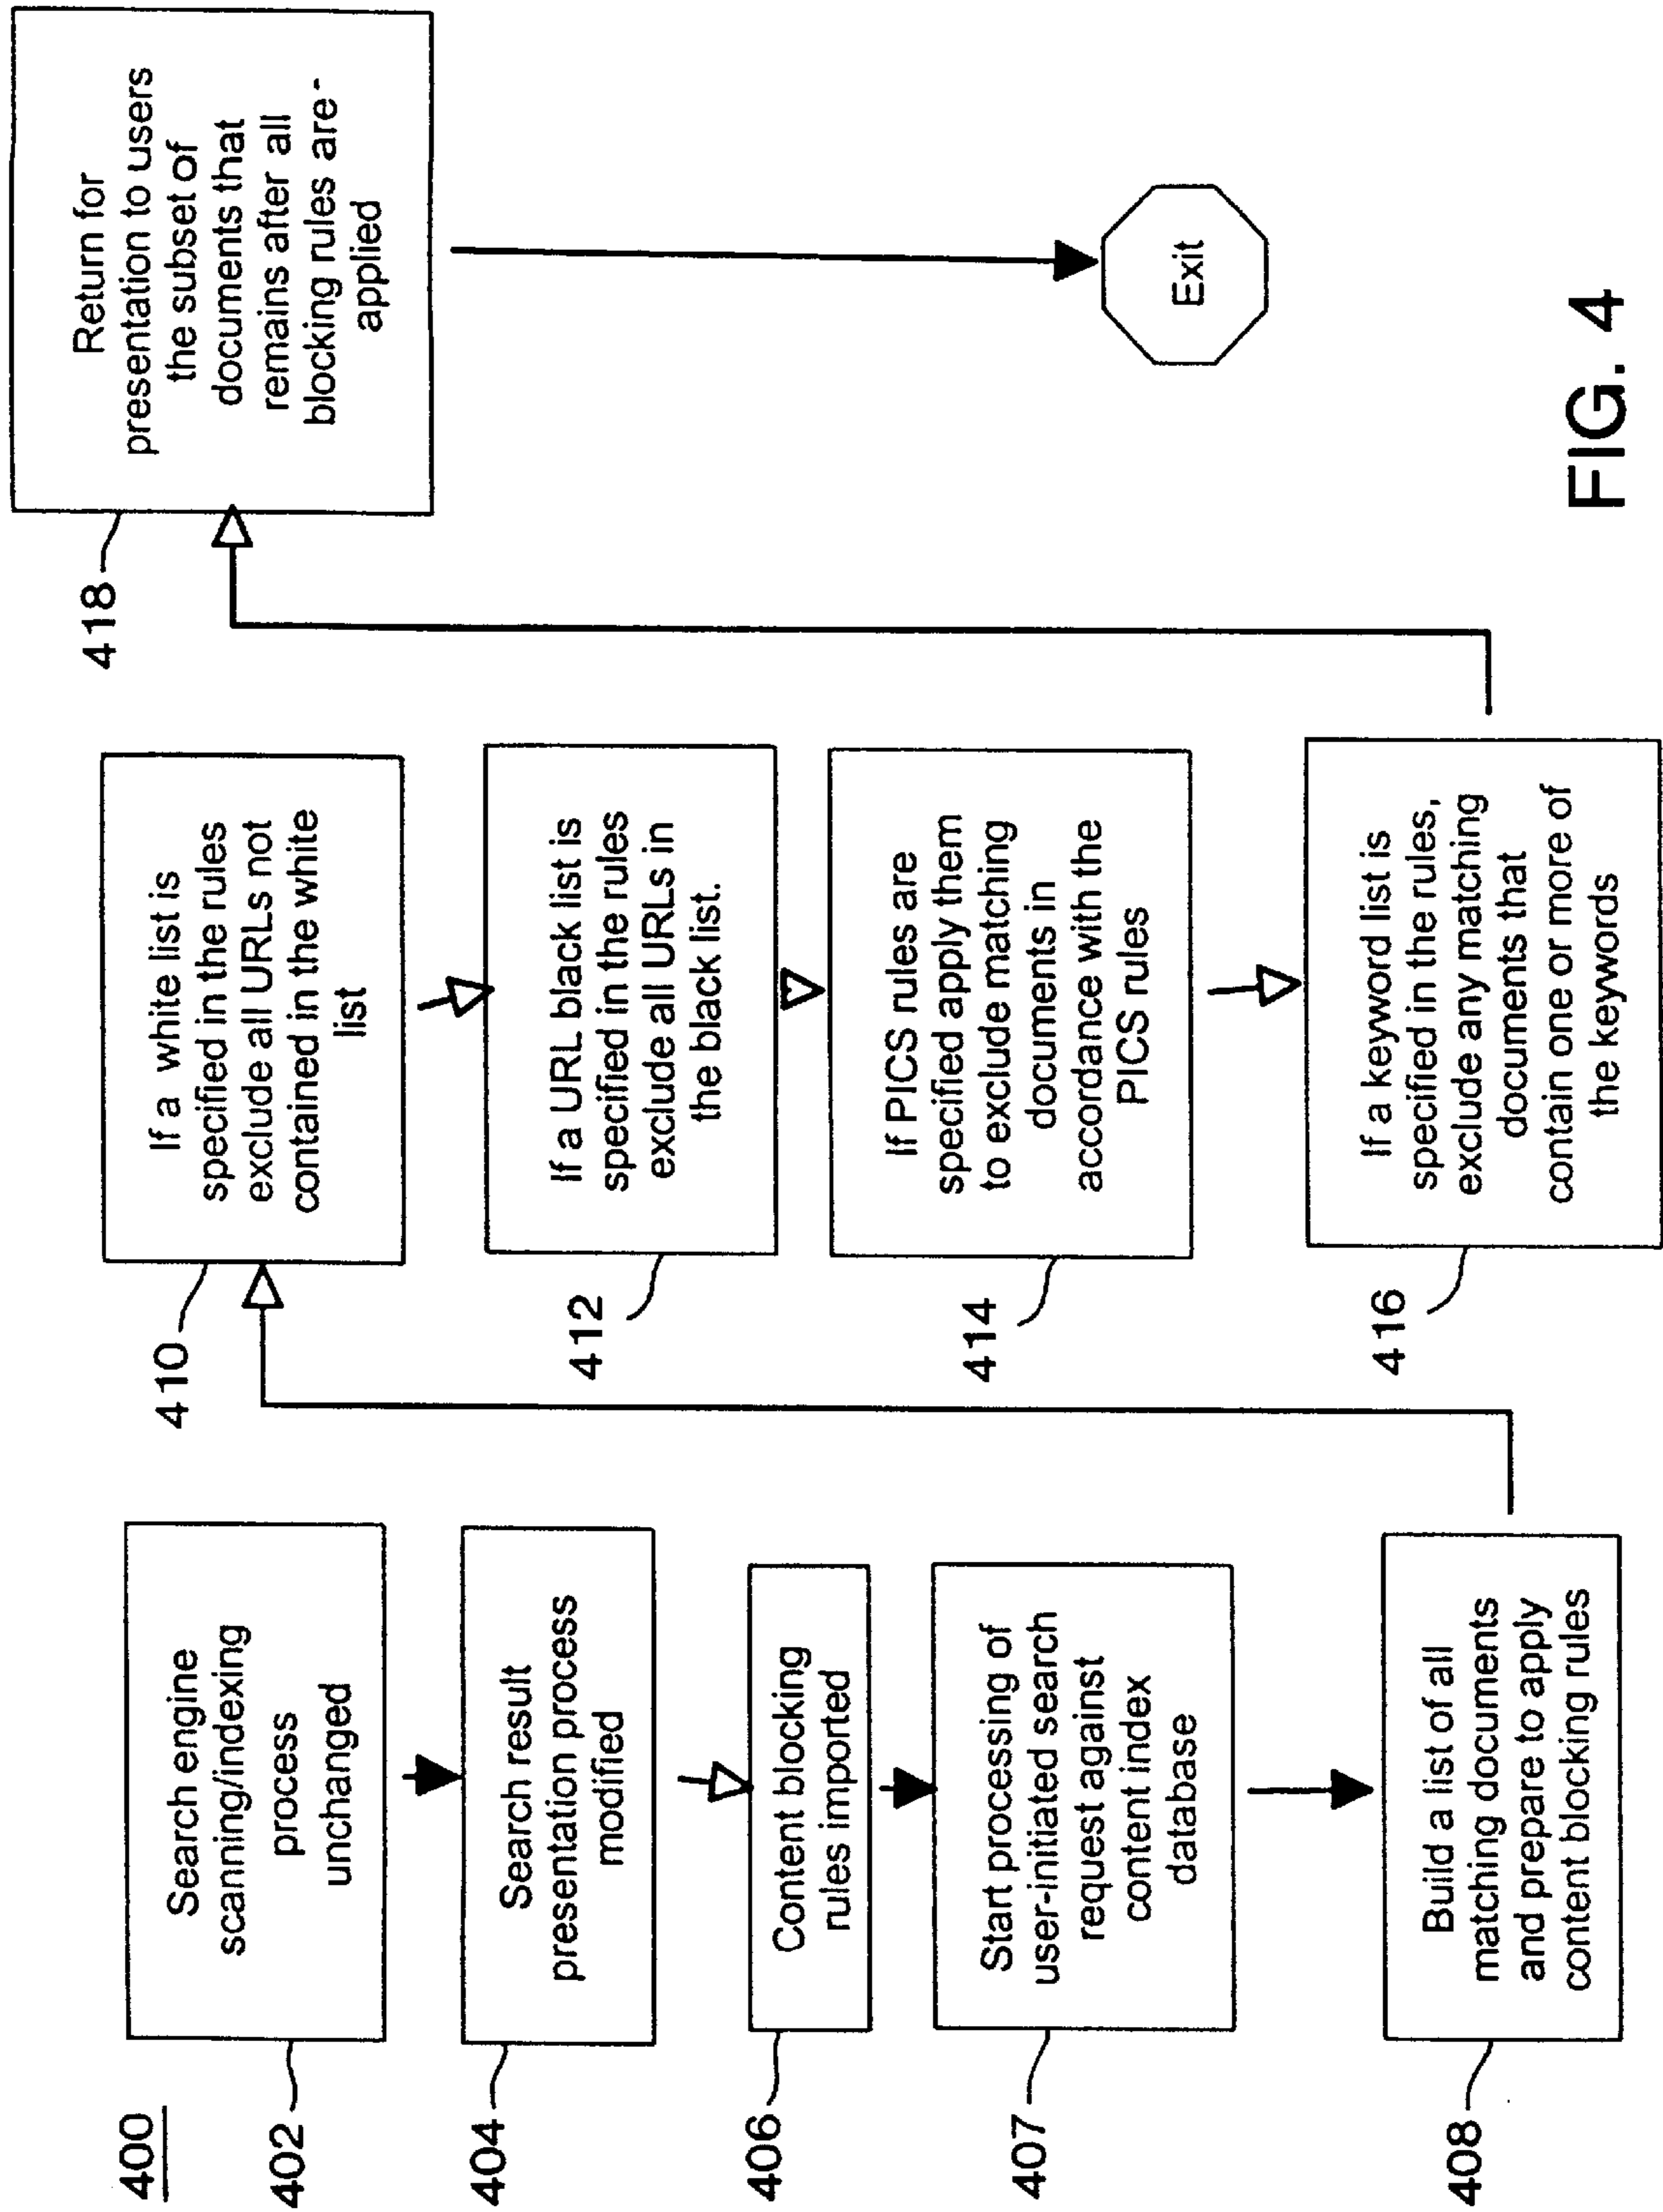 400
402
Search engine
scanning/indexing
process
unchanged
404
Search result
presentation process
modified
406
Content blocking
rules imported
407
Start processing of
user-initiated search
request against
content index
database
408
Build a list of all
matching documents
and prepare to apply
content blocking rules
410
If a white list is
specified in the rules
exclude all URLs not
contained in the white
list
412
If a URL black list is
specified in the rules
exclude all URLs in
the black list.
414
If PICS rules are
specified apply them
to exclude matching
documents in
accordance with the
PICS rules
416
If a keyword list is
specified in the rules,
exclude any matching
documents that
contain one or more of
the keywords
418
Return for
presentation to users
the subset of
documents that
remains after all
blocking rules are-
applied
Exit
FIG. 4